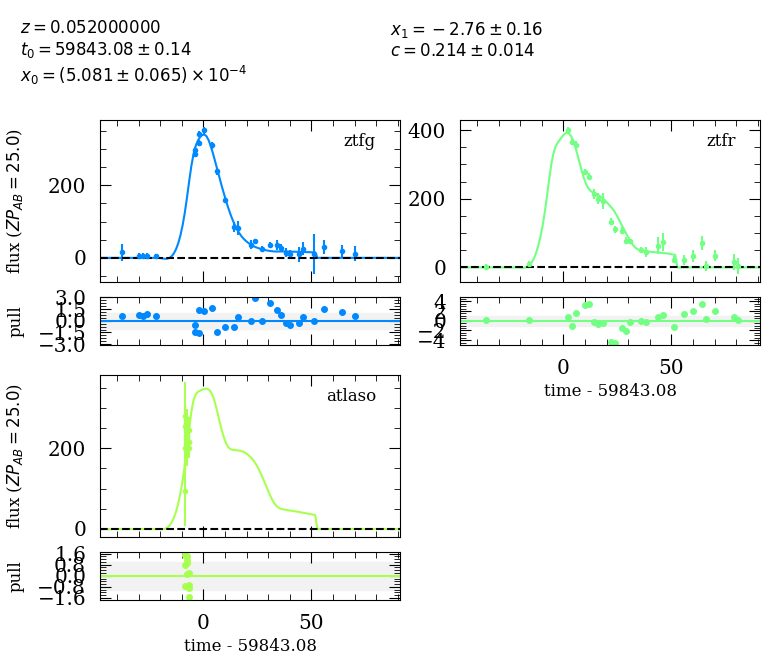 z = 0.052000000
t₀ = 59843.08 ± 0.14
x₀ = (5.081 ± 0.065) × 10⁻⁴
x₁ = −2.76 ± 0.16
c = 0.214 ± 0.014
ztfg
flux (ZP_AB = 25.0)
200
0
ztfr
400
200
0
pull
3.0
1.5
0.0
−1.5
−3.0
4
2
0
−2
−4
0 50
time - 59843.08
atlaso
flux (ZP_AB = 25.0)
200
0
pull
1.6
0.8
0.0
−0.8
−1.6
0 50
time - 59843.08